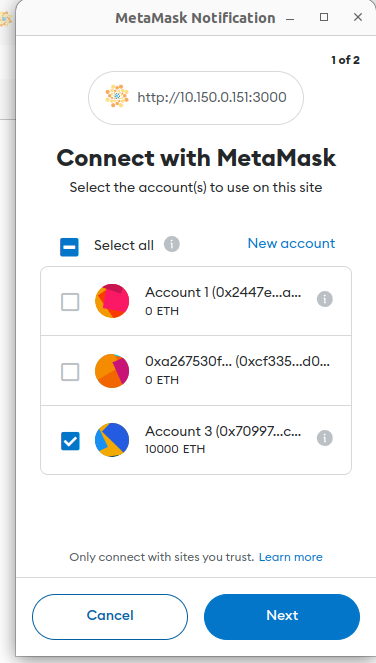 MetaMask Notification
1 of 2
http://10.150.0.151:3000
Connect with MetaMask
Select the account(s) to use on this site
Select all
New account
Account 1 (0x2447e...a...
0 ETH
0xa267530f... (0xcf335...d0...
0 ETH
Account 3 (0x70997...c...
10000 ETH
Only connect with sites you trust. Learn more
Cancel
Next